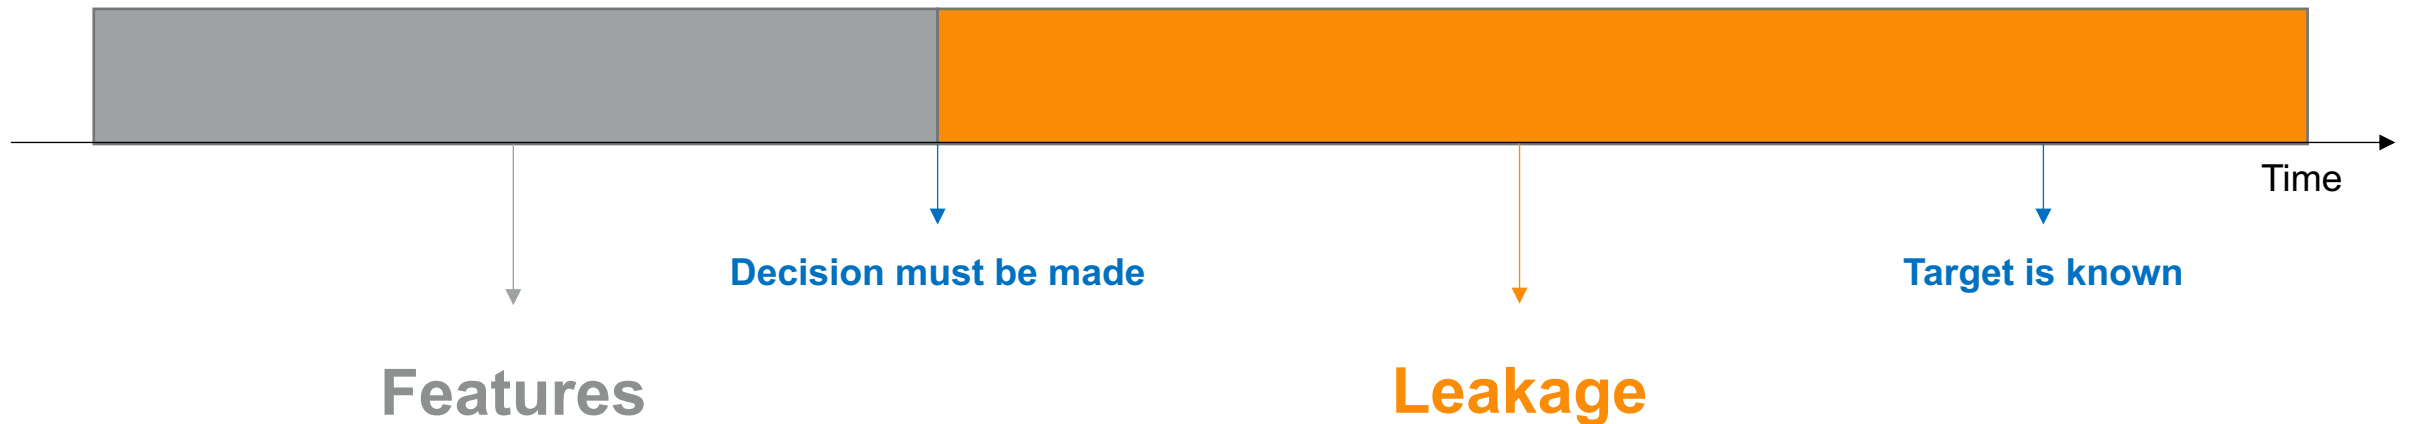 Time
Decision must be made
Target is known
Features
Leakage